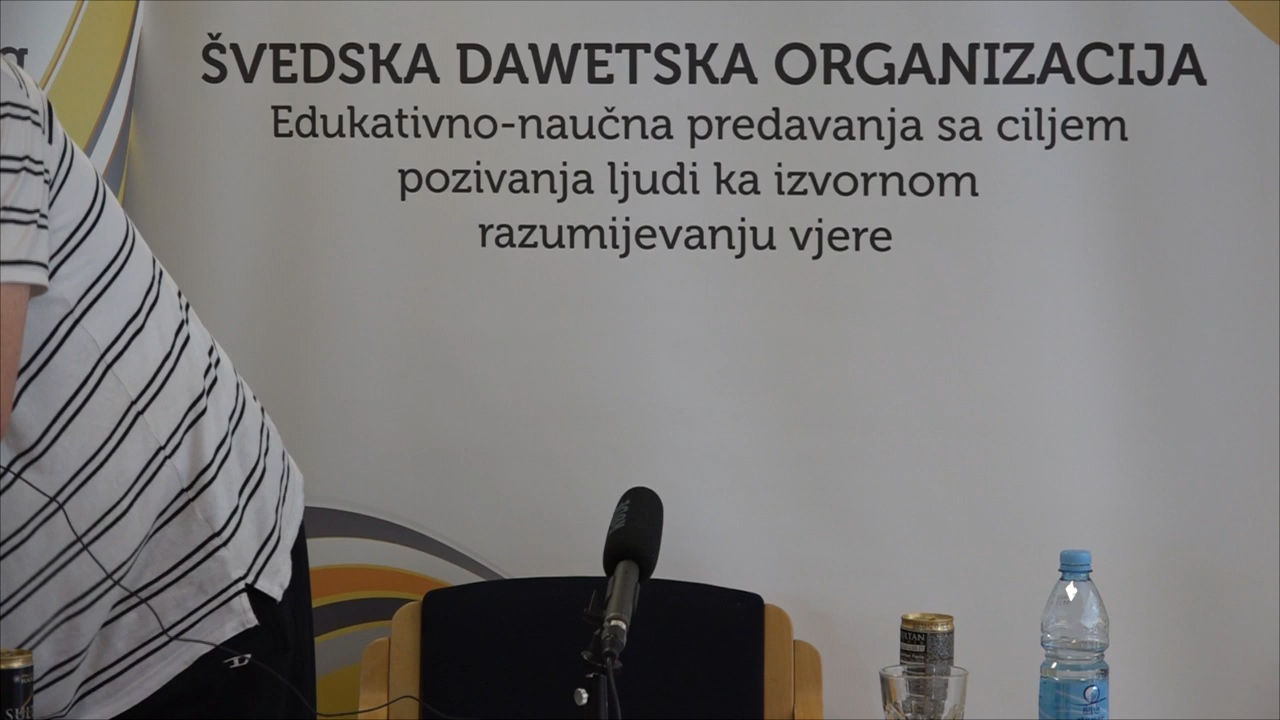 g
ŠVEDSKA DAWETSKA ORGANIZACIJA
Edukativno-naučna predavanja sa ciljem
pozivanja ljudi ka izvornom
razumijevanju vjere